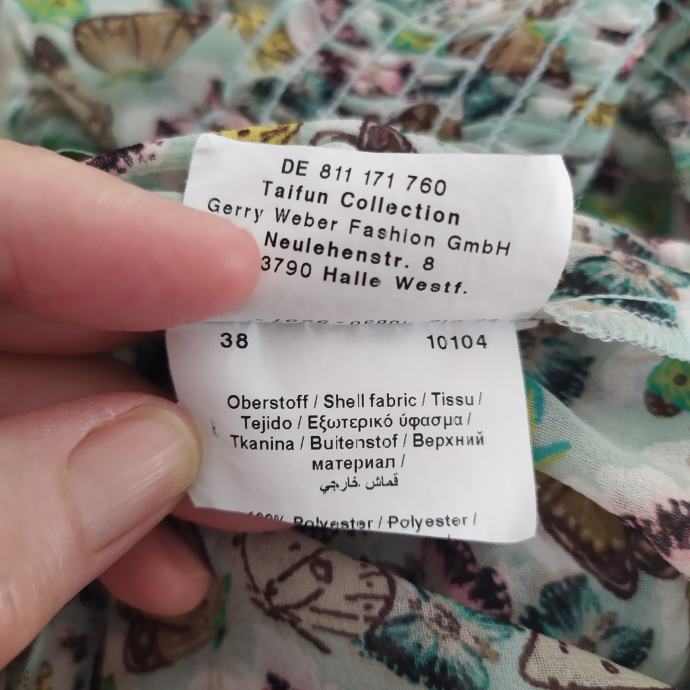 DE 811 171 760
Taifun Collection
Gerry Weber Fashion GmbH
Neulehenstr. 8
3790 Halle Westf.
38 10104
Oberstoff / Shell fabric / Tissu /
Tejido / Εξωτερικό ύφασμα /
Tkanina / Buitenstof / Верхний
материал /
قماش خارجي
100% Polyester / Polyester /